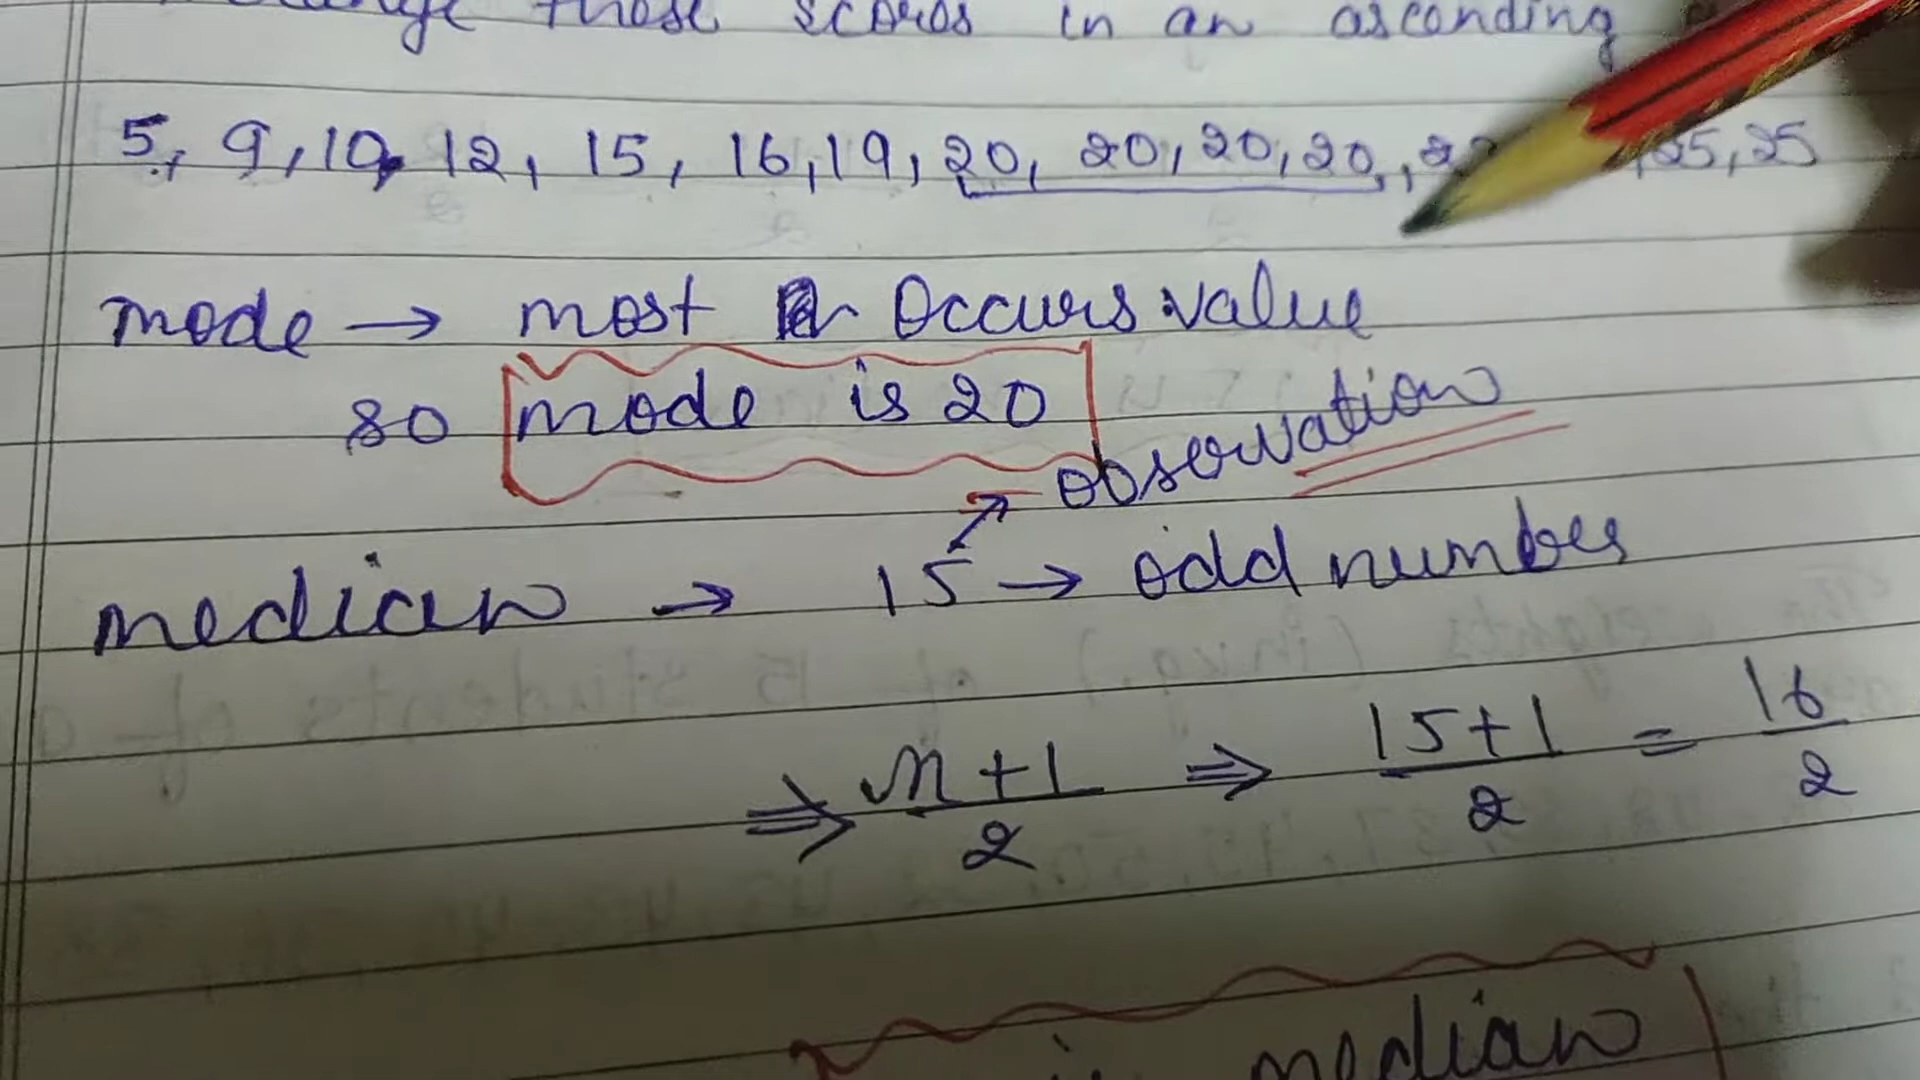 these scores in an ascending
5, 9, 10, 12, 15, 16, 19, 20, 20, 20, 20, 25, 25
mode → most Occurs value
so mode is 20
observation
median → 15 → odd number
⇒ n+1/2 ⇒ 15+1/2 = 16/2
median